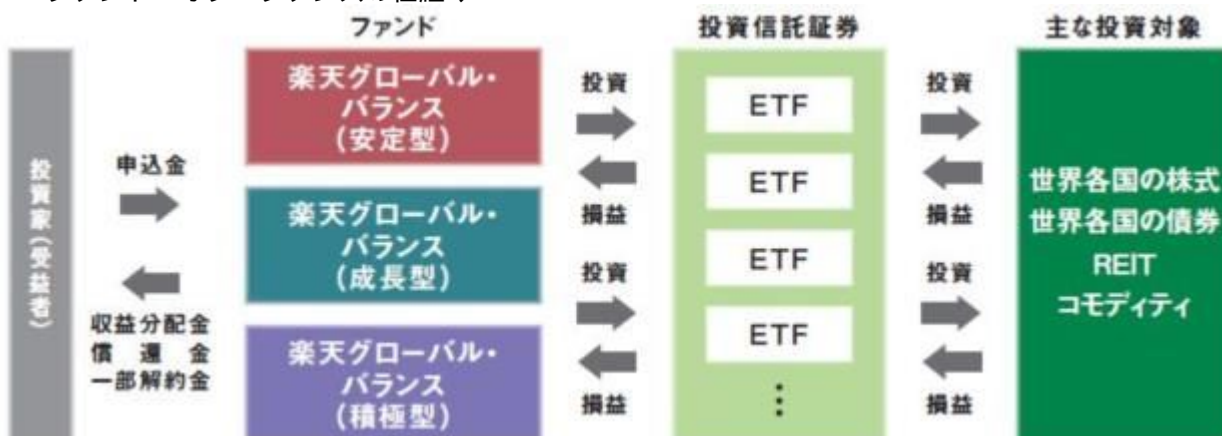 ファンド
投資信託証券
主な投資対象
投資家(受益者)
申込金
収益分配金
償還金
一部解約金
楽天グローバル・
バランス
(安定型)
楽天グローバル・
バランス
(成長型)
楽天グローバル・
バランス
(積極型)
投資
損益
投資
損益
ETF
ETF
ETF
ETF
⋮
投資
損益
投資
損益
世界各国の株式
世界各国の債券
REIT
コモディティ